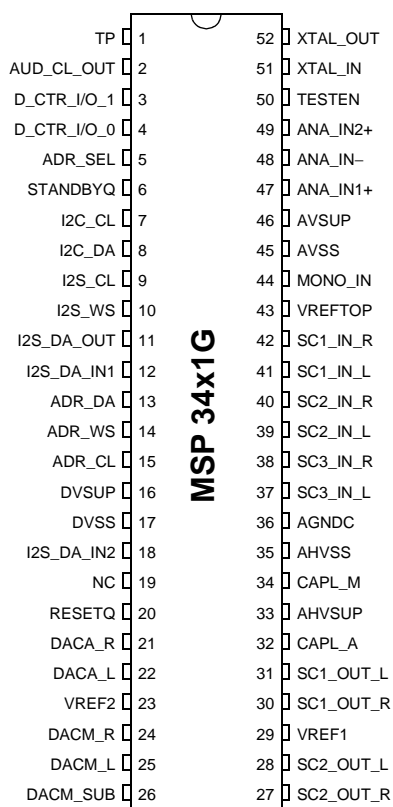 TP 1 52 XTAL_OUT
AUD_CL_OUT 2 51 XTAL_IN
D_CTR_I/O_1 3 50 TESTEN
D_CTR_I/O_0 4 49 ANA_IN2+
ADR_SEL 5 48 ANA_IN−
STANDBYQ 6 47 ANA_IN1+
I2C_CL 7 46 AVSUP
I2C_DA 8 45 AVSS
I2S_CL 9 44 MONO_IN
I2S_WS 10 43 VREFTOP
I2S_DA_OUT 11 42 SC1_IN_R
I2S_DA_IN1 12 41 SC1_IN_L
ADR_DA 13 40 SC2_IN_R
ADR_WS 14 39 SC2_IN_L
ADR_CL 15 38 SC3_IN_R
DVSUP 16 37 SC3_IN_L
DVSS 17 36 AGNDC
I2S_DA_IN2 18 35 AHVSS
NC 19 34 CAPL_M
RESETQ 20 33 AHVSUP
DACA_R 21 32 CAPL_A
DACA_L 22 31 SC1_OUT_L
VREF2 23 30 SC1_OUT_R
DACM_R 24 29 VREF1
DACM_L 25 28 SC2_OUT_L
DACM_SUB 26 27 SC2_OUT_R
MSP 34x1G